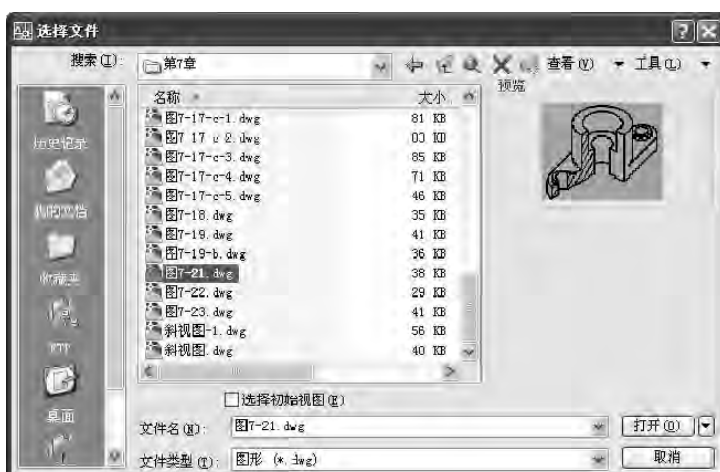 选择文件
搜索(I): 第7章 查看(V) 工具(L)
名称 大小 预览
图7-17-c-1.dwg 81 KB
图7-17-c-2.dwg KB
图7-17-c-3.dwg 85 KB
图7-17-c-4.dwg 71 KB
图7-17-c-5.dwg 46 KB
图7-18.dwg 35 KB
图7-19.dwg 41 KB
图7-19-b.dwg 36 KB
图7-21.dwg 38 KB
图7-22.dwg 29 KB
图7-23.dwg 41 KB
斜视图-1.dwg 56 KB
斜视图.dwg 40 KB
历史记录
我的文档
收藏夹
FTP
桌面
选择初始视图(E)
文件名(N): 图7-21.dwg 打开(O)
文件类型(T): 图形 (*.dwg) 取消